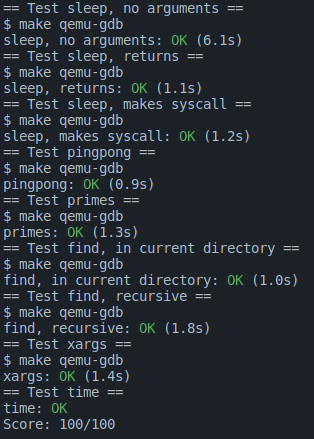 == Test sleep, no arguments ==
$ make qemu-gdb
sleep, no arguments: OK (6.1s)
== Test sleep, returns ==
$ make qemu-gdb
sleep, returns: OK (1.1s)
== Test sleep, makes syscall ==
$ make qemu-gdb
sleep, makes syscall: OK (1.2s)
== Test pingpong ==
$ make qemu-gdb
pingpong: OK (0.9s)
== Test primes ==
$ make qemu-gdb
primes: OK (1.3s)
== Test find, in current directory ==
$ make qemu-gdb
find, in current directory: OK (1.0s)
== Test find, recursive ==
$ make qemu-gdb
find, recursive: OK (1.8s)
== Test xargs ==
$ make qemu-gdb
xargs: OK (1.4s)
== Test time ==
time: OK
Score: 100/100